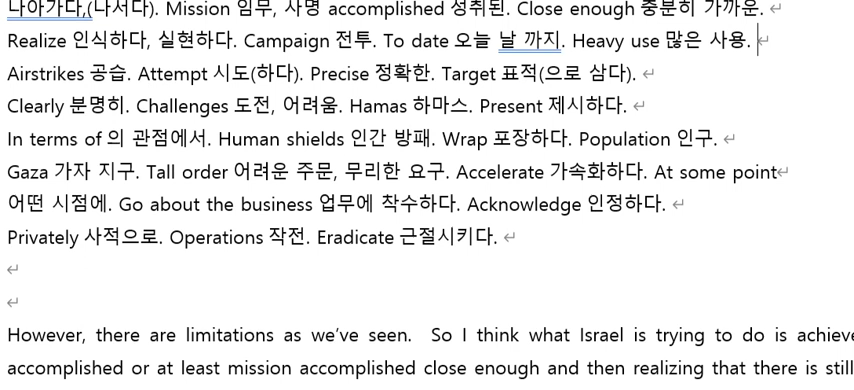 나아가다,(나서다). Mission 임무, 사명 accomplished 성취된. Close enough 충분히 가까운.
Realize 인식하다, 실현하다. Campaign 전투. To date 오늘 날 까지. Heavy use 많은 사용.
Airstrikes 공습. Attempt 시도(하다). Precise 정확한. Target 표적(으로 삼다).
Clearly 분명히. Challenges 도전, 어려움. Hamas 하마스. Present 제시하다.
In terms of 의 관점에서. Human shields 인간 방패. Wrap 포장하다. Population 인구.
Gaza 가자 지구. Tall order 어려운 주문, 무리한 요구. Accelerate 가속화하다. At some point
어떤 시점에. Go about the business 업무에 착수하다. Acknowledge 인정하다.
Privately 사적으로. Operations 작전. Eradicate 근절시키다.
However, there are limitations as we've seen. So I think what Israel is trying to do is achieve
accomplished or at least mission accomplished close enough and then realizing that there is still